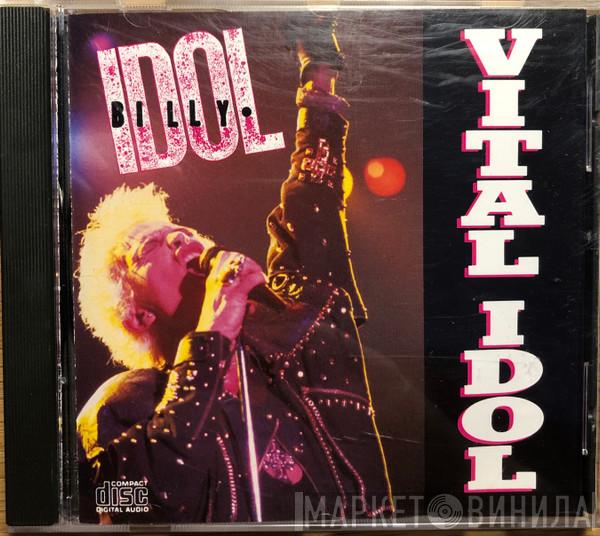 IDOL
BILLY
VITAL IDOL
COMPACT
disc
DIGITAL AUDIO
МАРКЕТ ВИНИЛА